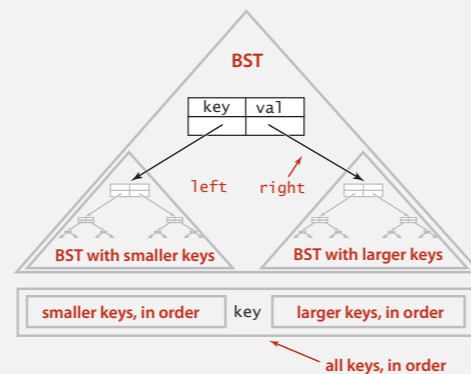 BST
key val
left right
BST with smaller keys BST with larger keys
smaller keys, in order key larger keys, in order
all keys, in order